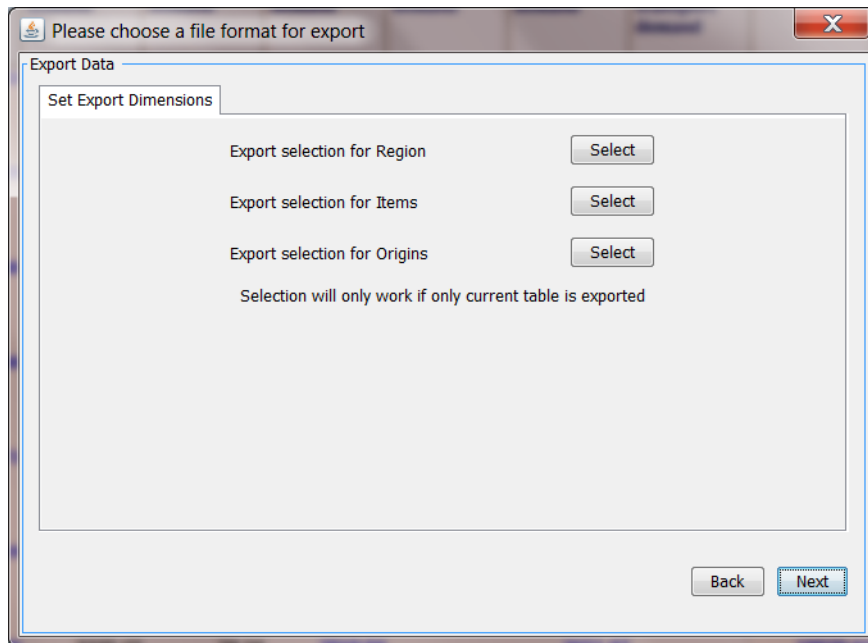 Please choose a file format for export
Export Data
Set Export Dimensions
Export selection for Region Select
Export selection for Items Select
Export selection for Origins Select
Selection will only work if only current table is exported
Back Next